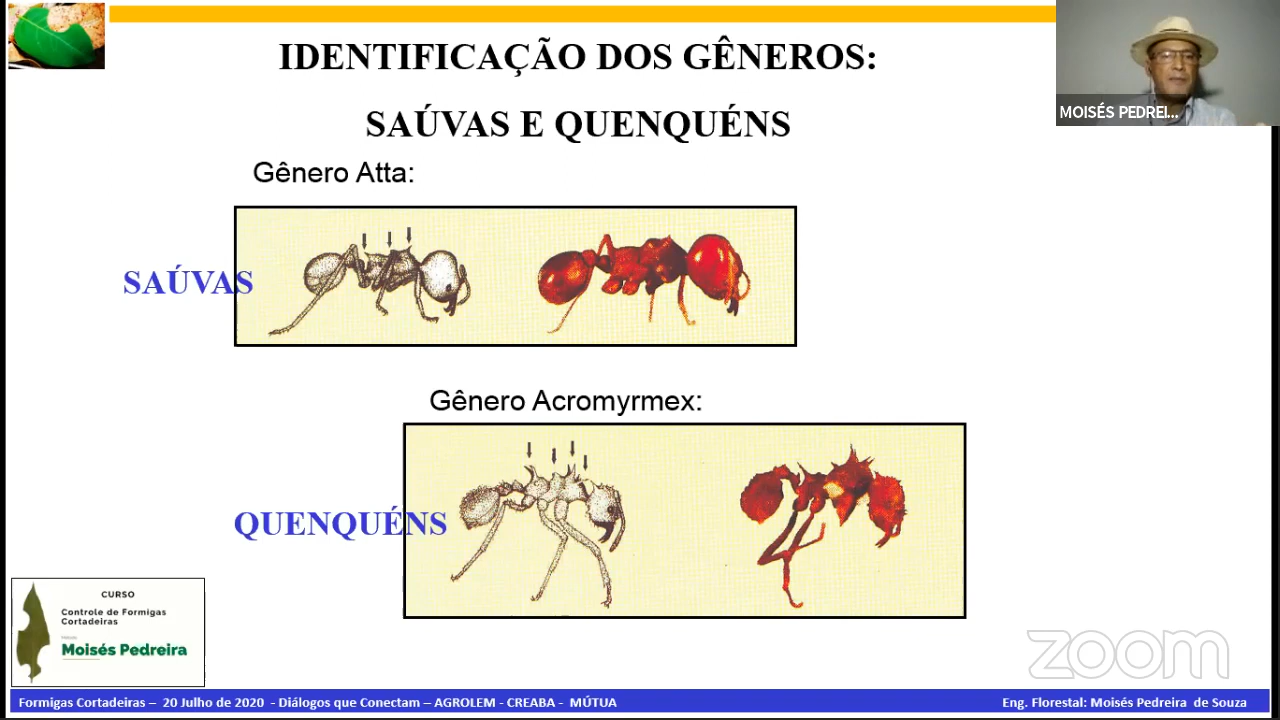 IDENTIFICAÇÃO DOS GÊNEROS:
SAÚVAS E QUENQUÉNS
MOISÉS PEDREI...
Gênero Atta:
SAÚVAS
Gênero Acromyrmex:
QUENQUÉNS
CURSO
Controle de Formigas
Cortadeiras
Moisés Pedreira
zoom
Formigas Cortadeiras – 20 Julho de 2020 - Diálogos que Conectam – AGROLEM - CREABA - MÚTUA
Eng. Florestal: Moisés Pedreira de Souza